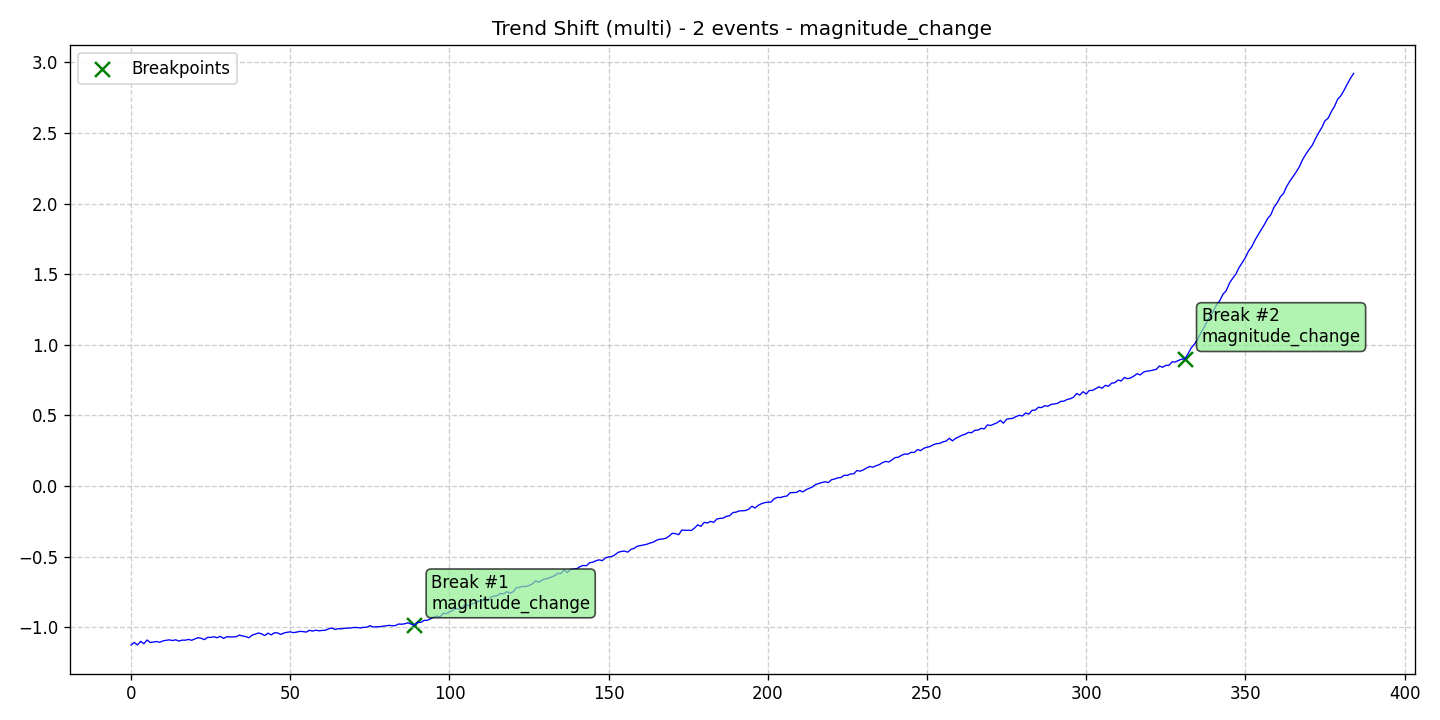 Trend Shift (multi) - 2 events - magnitude_change
Breakpoints
3.0
2.5
2.0
1.5
1.0
0.5
0.0
−0.5
−1.0
Break #2
magnitude_change
Break #1
magnitude_change
0 50 100 150 200 250 300 350 400